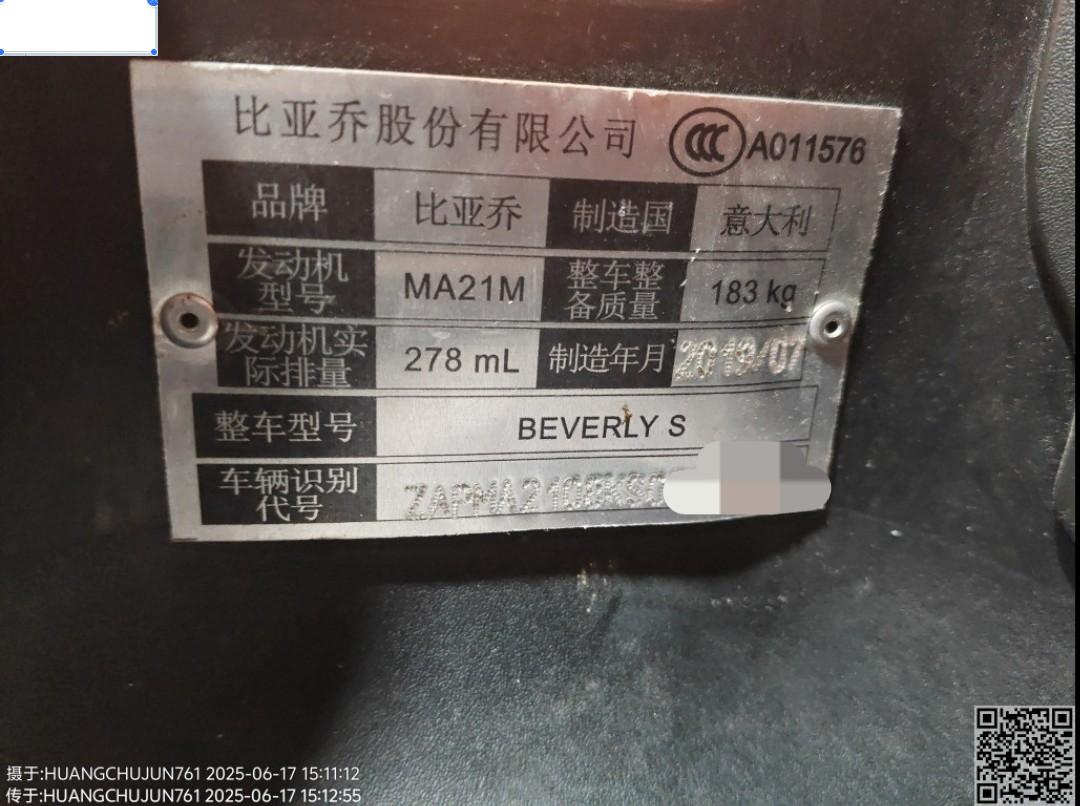 比亚乔股份有限公司 CCC A011576
品牌 比亚乔 制造国 意大利
发动机型号 MA21M 整车整备质量 183 kg
发动机实际排量 278 mL 制造年月 2019/07
整车型号 BEVERLY S
车辆识别代号 ZAPMA2108KS0
摄于:HUANGCHUJUN761 2025-06-17 15:11:12
传于:HUANGCHUJUN761 2025-06-17 15:12:55